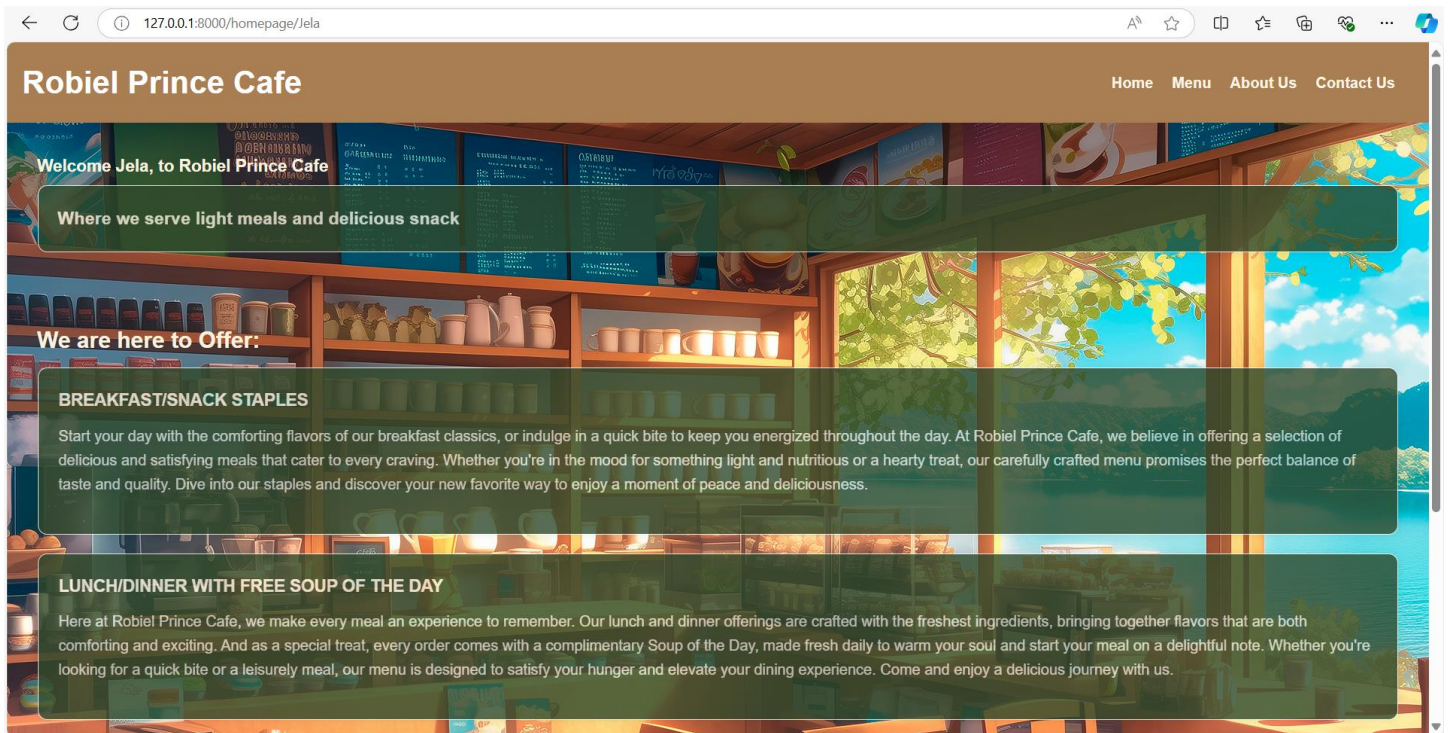 127.0.0.1:8000/homepage/Jela
Robiel Prince Cafe
Home Menu About Us Contact Us
Welcome Jela, to Robiel Prince Cafe
Where we serve light meals and delicious snack
We are here to Offer:
BREAKFAST/SNACK STAPLES
Start your day with the comforting flavors of our breakfast classics, or indulge in a quick bite to keep you energized throughout the day. At Robiel Prince Cafe, we believe in offering a selection of
delicious and satisfying meals that cater to every craving. Whether you're in the mood for something light and nutritious or a hearty treat, our carefully crafted menu promises the perfect balance of
taste and quality. Dive into our staples and discover your new favorite way to enjoy a moment of peace and deliciousness.
LUNCH/DINNER WITH FREE SOUP OF THE DAY
Here at Robiel Prince Cafe, we make every meal an experience to remember. Our lunch and dinner offerings are crafted with the freshest ingredients, bringing together flavors that are both
comforting and exciting. And as a special treat, every order comes with a complimentary Soup of the Day, made fresh daily to warm your soul and start your meal on a delightful note. Whether you're
looking for a quick bite or a leisurely meal, our menu is designed to satisfy your hunger and elevate your dining experience. Come and enjoy a delicious journey with us.